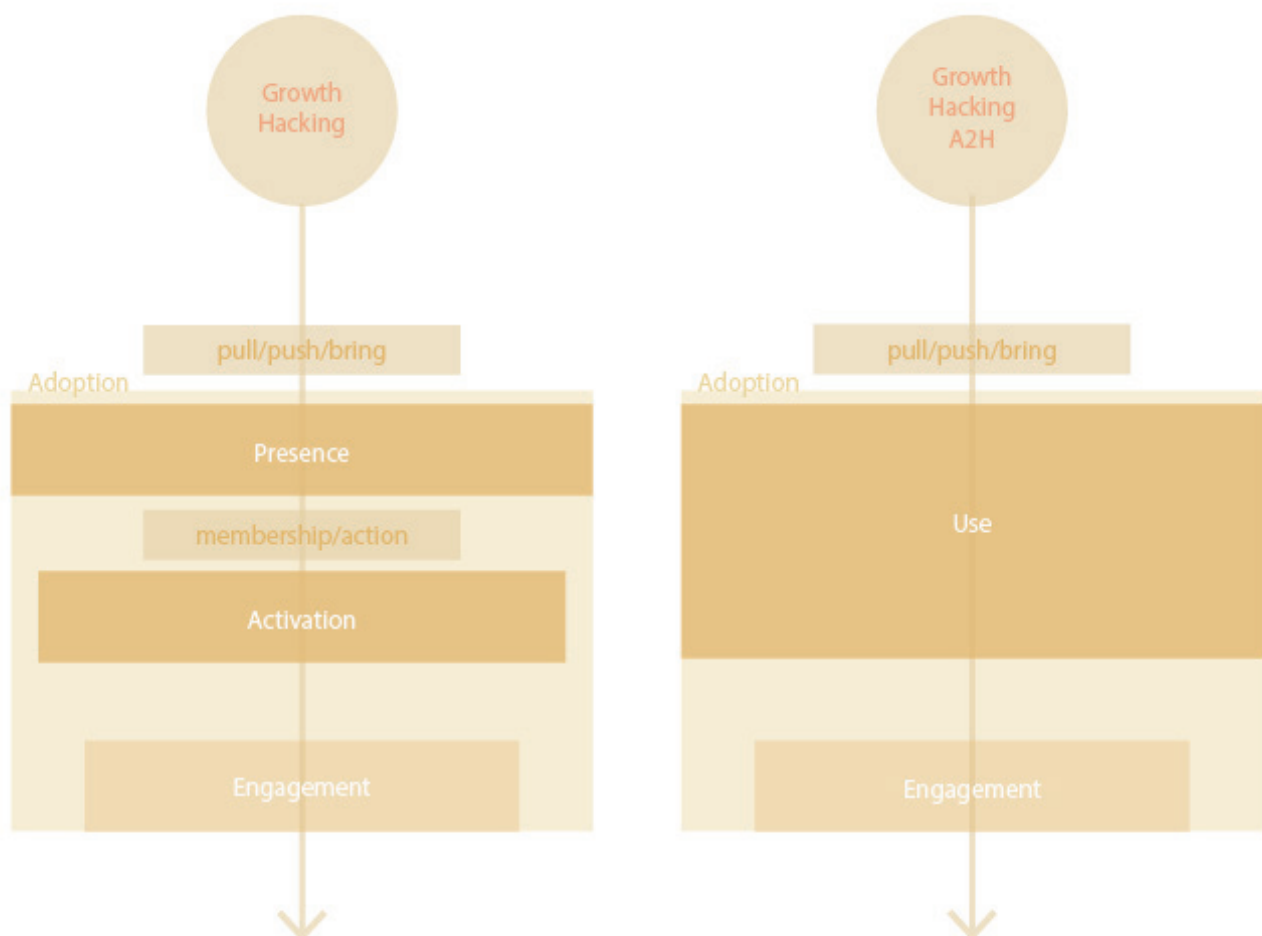 Growth
Hacking
pull/push/bring
Adoption
Presence
membership/action
Activation
Engagement
Growth
Hacking
A2H
pull/push/bring
Adoption
Use
Engagement